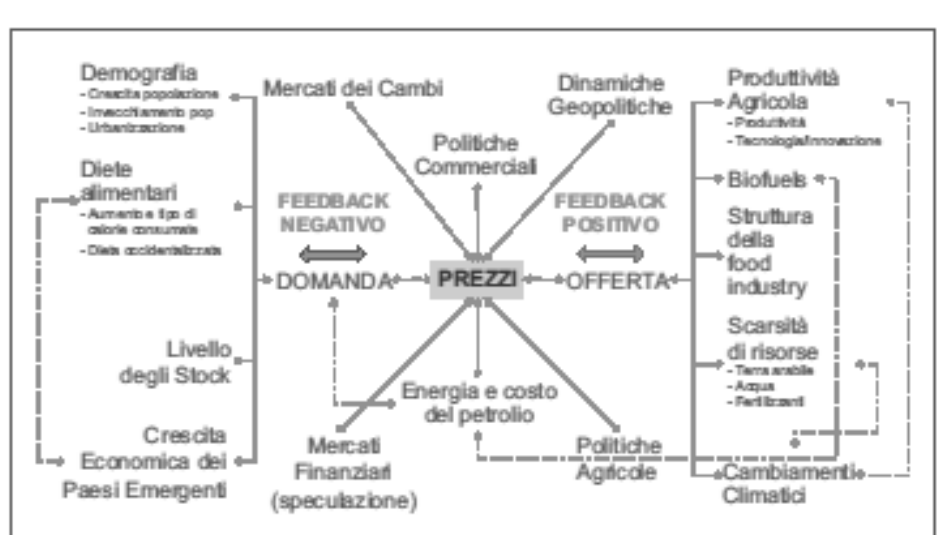 Demografia
- Crescita popolazione
- Invecchiamento pop
- Urbanizzazione
Diete
alimentari
- Aumento e tipo di
calorie consumate
- Dieta occidentalizzata
Livello
degli Stock
Crescita
Economica dei
Paesi Emergenti
Mercati dei Cambi
Politiche
Commerciali
Dinamiche
Geopolitiche
FEEDBACK
NEGATIVO
FEEDBACK
POSITIVO
DOMANDA
PREZZI
OFFERTA
Energia e costo
del petrolio
Mercati
Finanziari
(speculazione)
Politiche
Agricole
Produttività
Agricola
- Produttività
- Tecnologia/innovazione
Biofuels
Struttura
della
food
industry
Scarsità
di risorse
- Terra arabile
- Acqua
- Fertilizzanti
Cambiamenti
Climatici